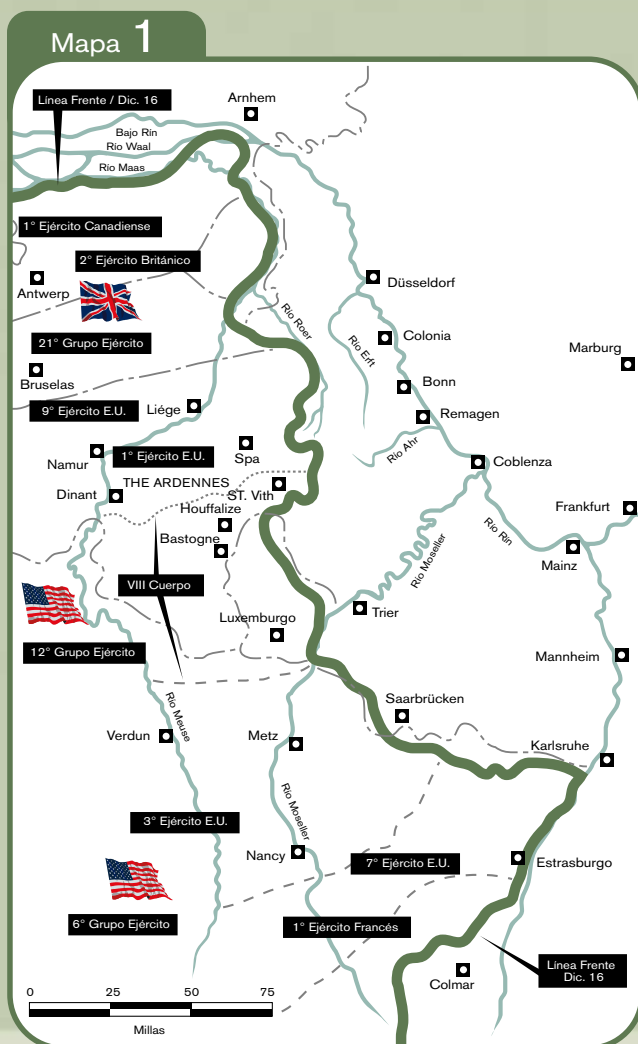 Mapa 1
Línea Frente / Dic. 16
Arnhem
Bajo Rín
Río Waal
Río Maas
1° Ejército Canadiense
2° Ejército Británico
Antwerp
Düsseldorf
Río Roer
21° Grupo Ejército
Colonia
Río Erft
Marburg
Bruselas
Bonn
9° Ejército E.U.
Liége
Remagen
Río Ahr
Namur
1° Ejército E.U.
Spa
Coblenza
Dinant
THE ARDENNES
ST. Vith
Houffalize
Frankfurt
Río Rin
Bastogne
Mainz
Río Moseller
VIII Cuerpo
Luxemburgo
Trier
12° Grupo Ejército
Mannheim
Saarbrücken
Río Meuse
Verdun
Metz
Karlsruhe
Río Moseller
3° Ejército E.U.
Nancy
7° Ejército E.U.
Estrasburgo
6° Grupo Ejército
1° Ejército Francés
Línea Frente
Dic. 16
Colmar
0 25 50 75
Millas